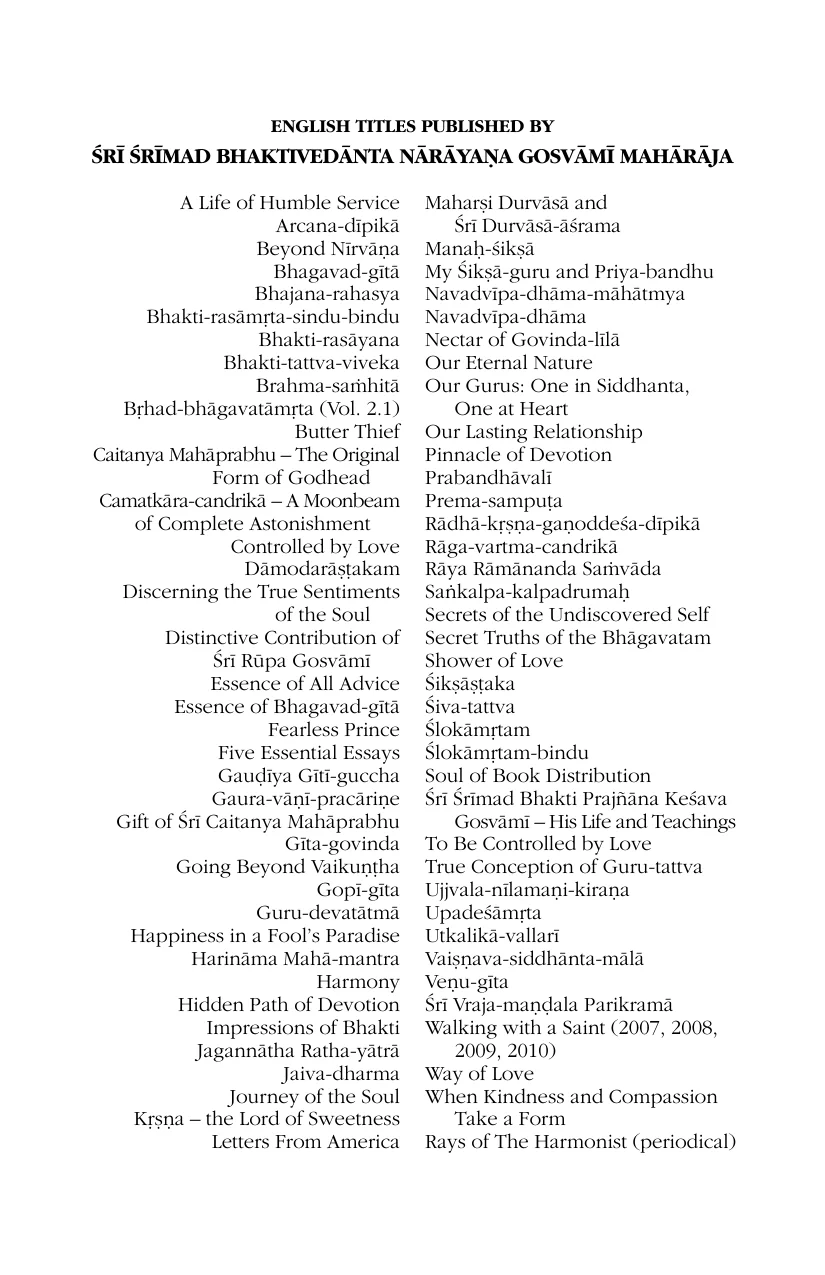 ENGLISH TITLES PUBLISHED BY
ŚRĪ ŚRĪMAD BHAKTIVEDĀNTA NĀRĀYAṆA GOSVĀMĪ MAHĀRĀJA
A Life of Humble Service
Arcana-dīpikā
Beyond Nīrvāṇa
Bhagavad-gītā
Bhajana-rahasya
Bhakti-rasāmṛta-sindu-bindu
Bhakti-rasāyana
Bhakti-tattva-viveka
Brahma-saṁhitā
Bṛhad-bhāgavatāmṛta (Vol. 2.1)
Butter Thief
Caitanya Mahāprabhu – The Original
Form of Godhead
Camatkāra-candrikā – A Moonbeam
of Complete Astonishment
Controlled by Love
Dāmodarāṣṭakam
Discerning the True Sentiments
of the Soul
Distinctive Contribution of
Śrī Rūpa Gosvāmī
Essence of All Advice
Essence of Bhagavad-gītā
Fearless Prince
Five Essential Essays
Gauḍīya Gītī-guccha
Gaura-vāṇī-pracāriṇe
Gift of Śrī Caitanya Mahāprabhu
Gīta-govinda
Going Beyond Vaikuṇṭha
Gopī-gīta
Guru-devatātmā
Happiness in a Fool's Paradise
Harināma Mahā-mantra
Harmony
Hidden Path of Devotion
Impressions of Bhakti
Jagannātha Ratha-yātrā
Jaiva-dharma
Journey of the Soul
Kṛṣṇa – the Lord of Sweetness
Letters From America
Maharṣi Durvāsā and
Śrī Durvāsā-āśrama
Manaḥ-śikṣā
My Śikṣā-guru and Priya-bandhu
Navadvīpa-dhāma-māhātmya
Navadvīpa-dhāma
Nectar of Govinda-līlā
Our Eternal Nature
Our Gurus: One in Siddhanta,
One at Heart
Our Lasting Relationship
Pinnacle of Devotion
Prabandhāvalī
Prema-sampuṭa
Rādhā-kṛṣṇa-gaṇoddeśa-dīpikā
Rāga-vartma-candrikā
Rāya Rāmānanda Saṁvāda
Saṅkalpa-kalpadrumaḥ
Secrets of the Undiscovered Self
Secret Truths of the Bhāgavatam
Shower of Love
Śikṣāṣṭaka
Śiva-tattva
Ślokāmṛtam
Ślokāmṛtam-bindu
Soul of Book Distribution
Śrī Śrīmad Bhakti Prajñāna Keśava
Gosvāmī – His Life and Teachings
To Be Controlled by Love
True Conception of Guru-tattva
Ujjvala-nīlamaṇi-kiraṇa
Upadeśāmṛta
Utkalikā-vallarī
Vaiṣṇava-siddhānta-mālā
Veṇu-gīta
Śrī Vraja-maṇḍala Parikramā
Walking with a Saint (2007, 2008,
2009, 2010)
Way of Love
When Kindness and Compassion
Take a Form
Rays of The Harmonist (periodical)